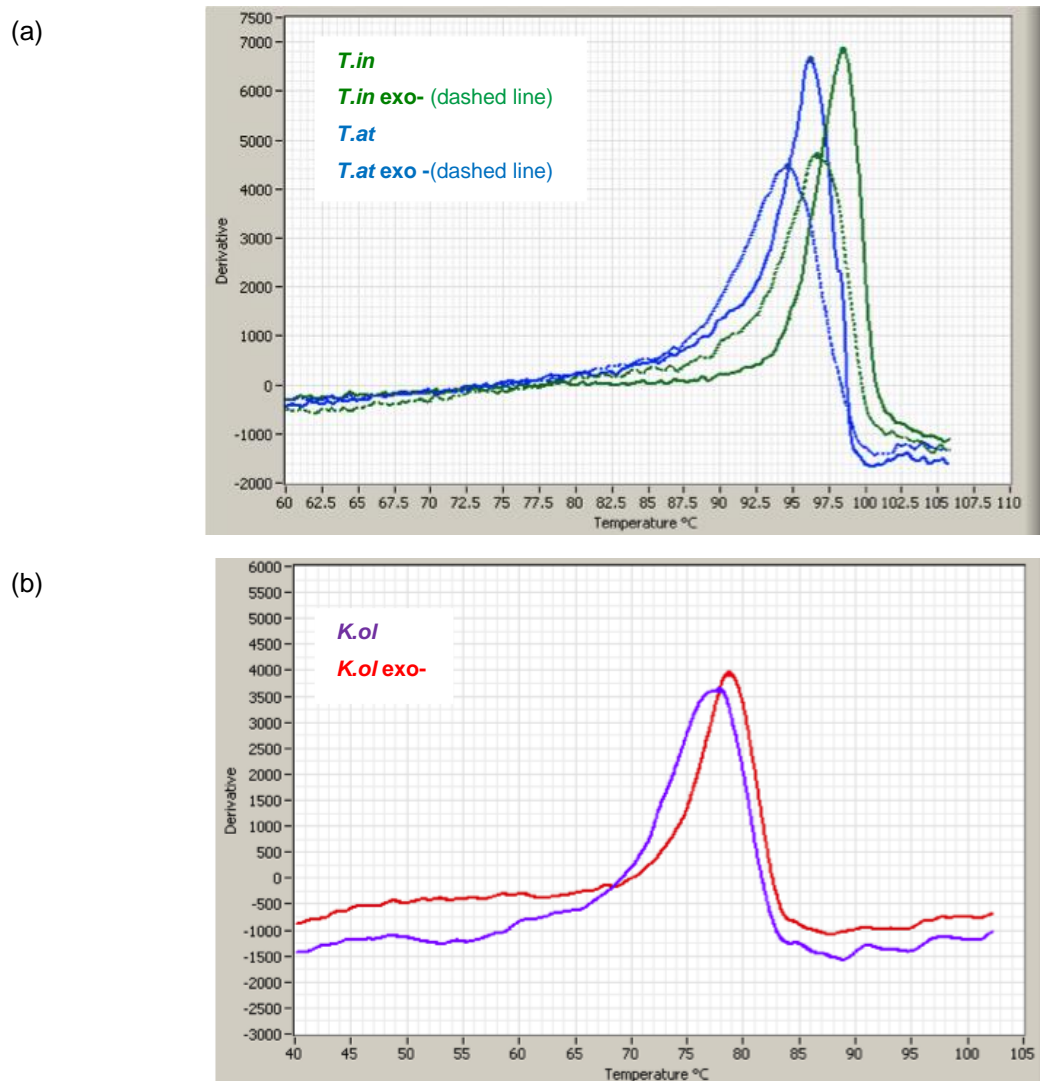 (a)
7500
7000
6000
5000
4000
3000
2000
1000
0
-1000
-2000
Derivative
T.in
T.in exo- (dashed line)
T.at
T.at exo -(dashed line)
60 62.5 65 67.5 70 72.5 75 77.5 80 82.5 85 87.5 90 92.5 95 97.5 100 102.5 105 107.5 110
Temperature °C
(b)
6000
5500
5000
4500
4000
3500
3000
2500
2000
1500
1000
500
0
-500
-1000
-1500
-2000
-2500
-3000
Derivative
K.ol
K.ol exo-
40 45 50 55 60 65 70 75 80 85 90 95 100 105
Temperature °C